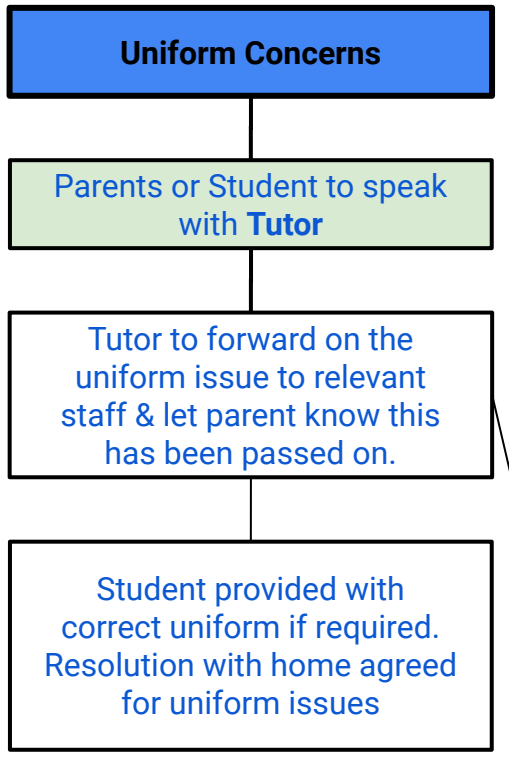 Uniform Concerns
Parents or Student to speak
with Tutor
Tutor to forward on the
uniform issue to relevant
staff & let parent know this
has been passed on.
Student provided with
correct uniform if required.
Resolution with home agreed
for uniform issues